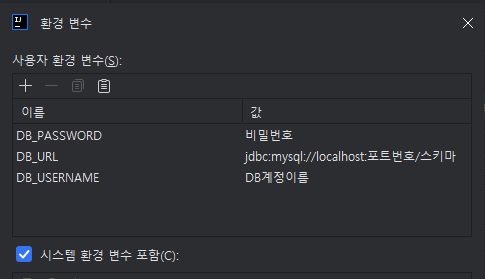 환경 변수
사용자 환경 변수(S):
이름 값
DB_PASSWORD 비밀번호
DB_URL jdbc:mysql://localhost:포트번호/스키마
DB_USERNAME DB계정이름
시스템 환경 변수 포함(C):